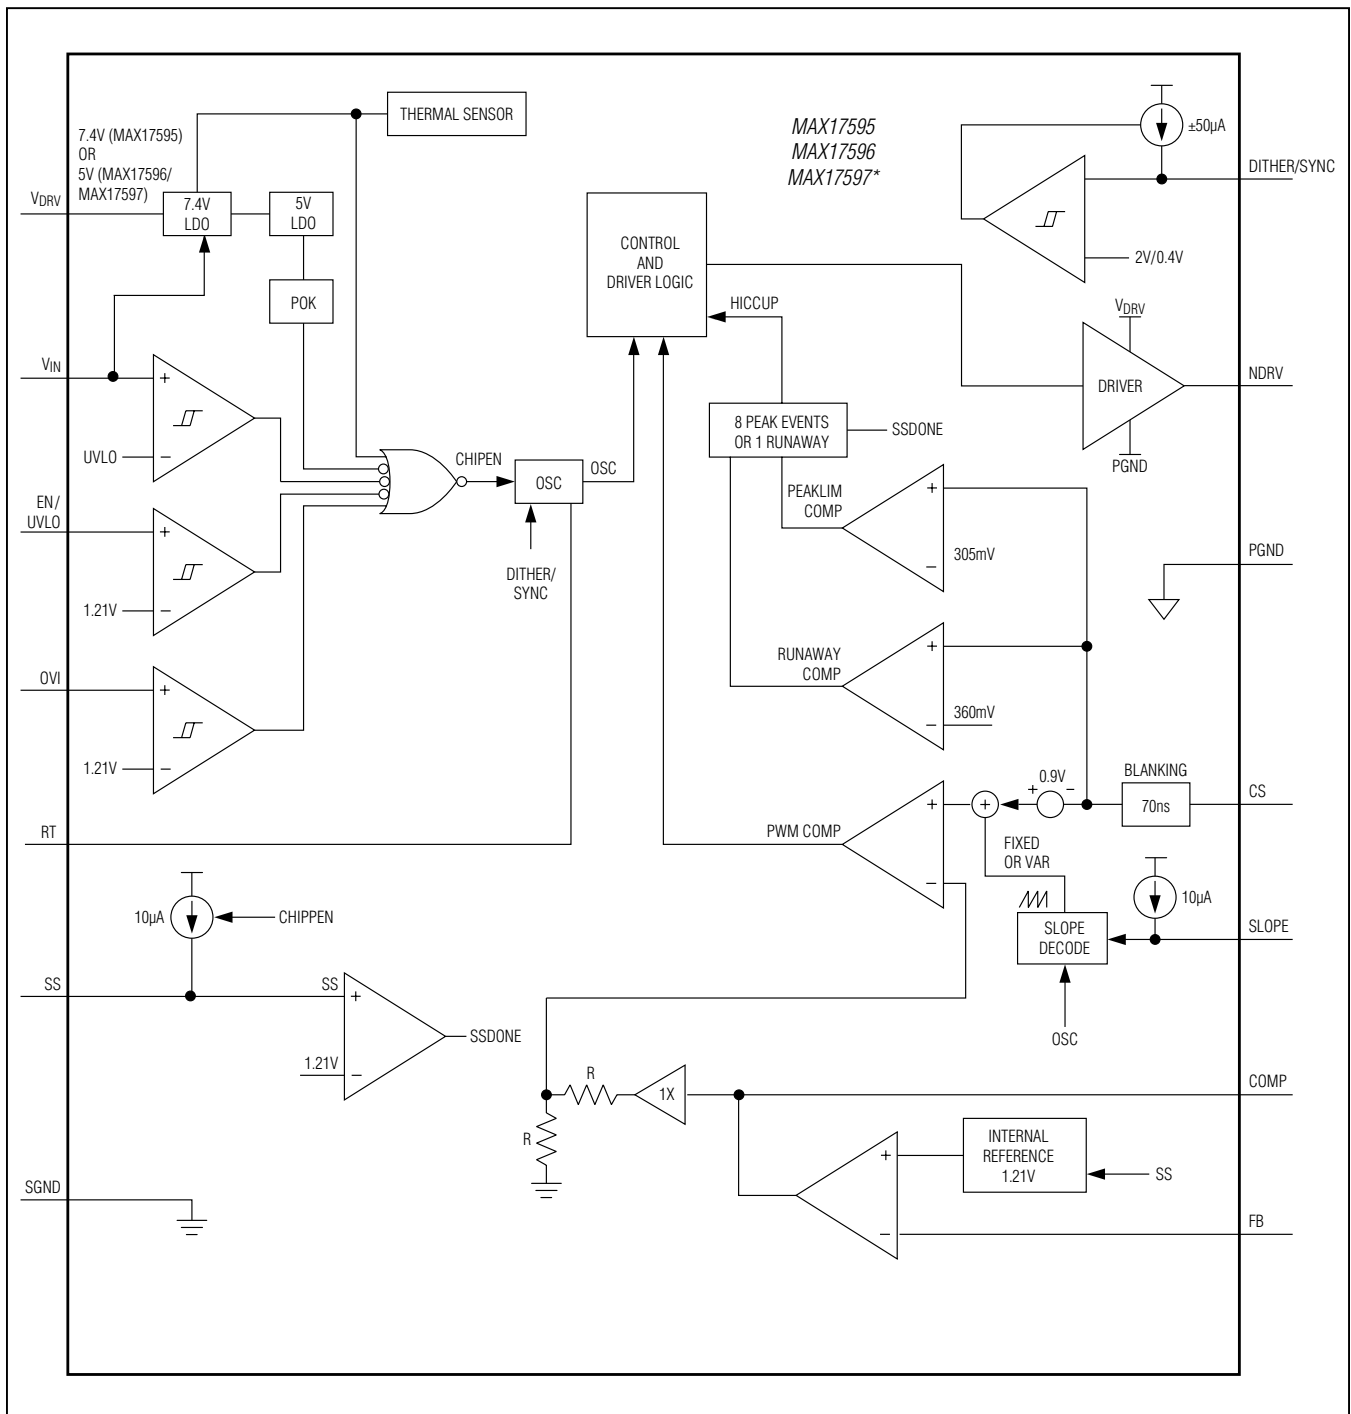 THERMAL SENSOR
7.4V (MAX17595)
OR
5V (MAX17596/
MAX17597)
MAX17595
MAX17596
MAX17597*
±50µA
DITHER/SYNC
VDRV
7.4V
LDO
5V
LDO
2V/0.4V
CONTROL
AND
DRIVER LOGIC
POK
HICCUP
VDRV
VIN
+
UVLO
−
DRIVER
NDRV
8 PEAK EVENTS
OR 1 RUNAWAY
SSDONE
PGND
CHIPEN
OSC
OSC
EN/
UVLO
+
1.21V
−
DITHER/
SYNC
PEAKLIM
COMP
+
305mV
−
PGND
OVI
+
1.21V
−
RUNAWAY
COMP
+
360mV
−
BLANKING
0.9V
+
−
70ns
CS
+
RT
PWM COMP
+
−
FIXED
OR VAR
10µA
CHIPPEN
10µA
SLOPE
DECODE
SLOPE
SS
SS
+
1.21V
−
SSDONE
OSC
R
1X
COMP
R
+
−
INTERNAL
REFERENCE
1.21V
SS
SGND
FB